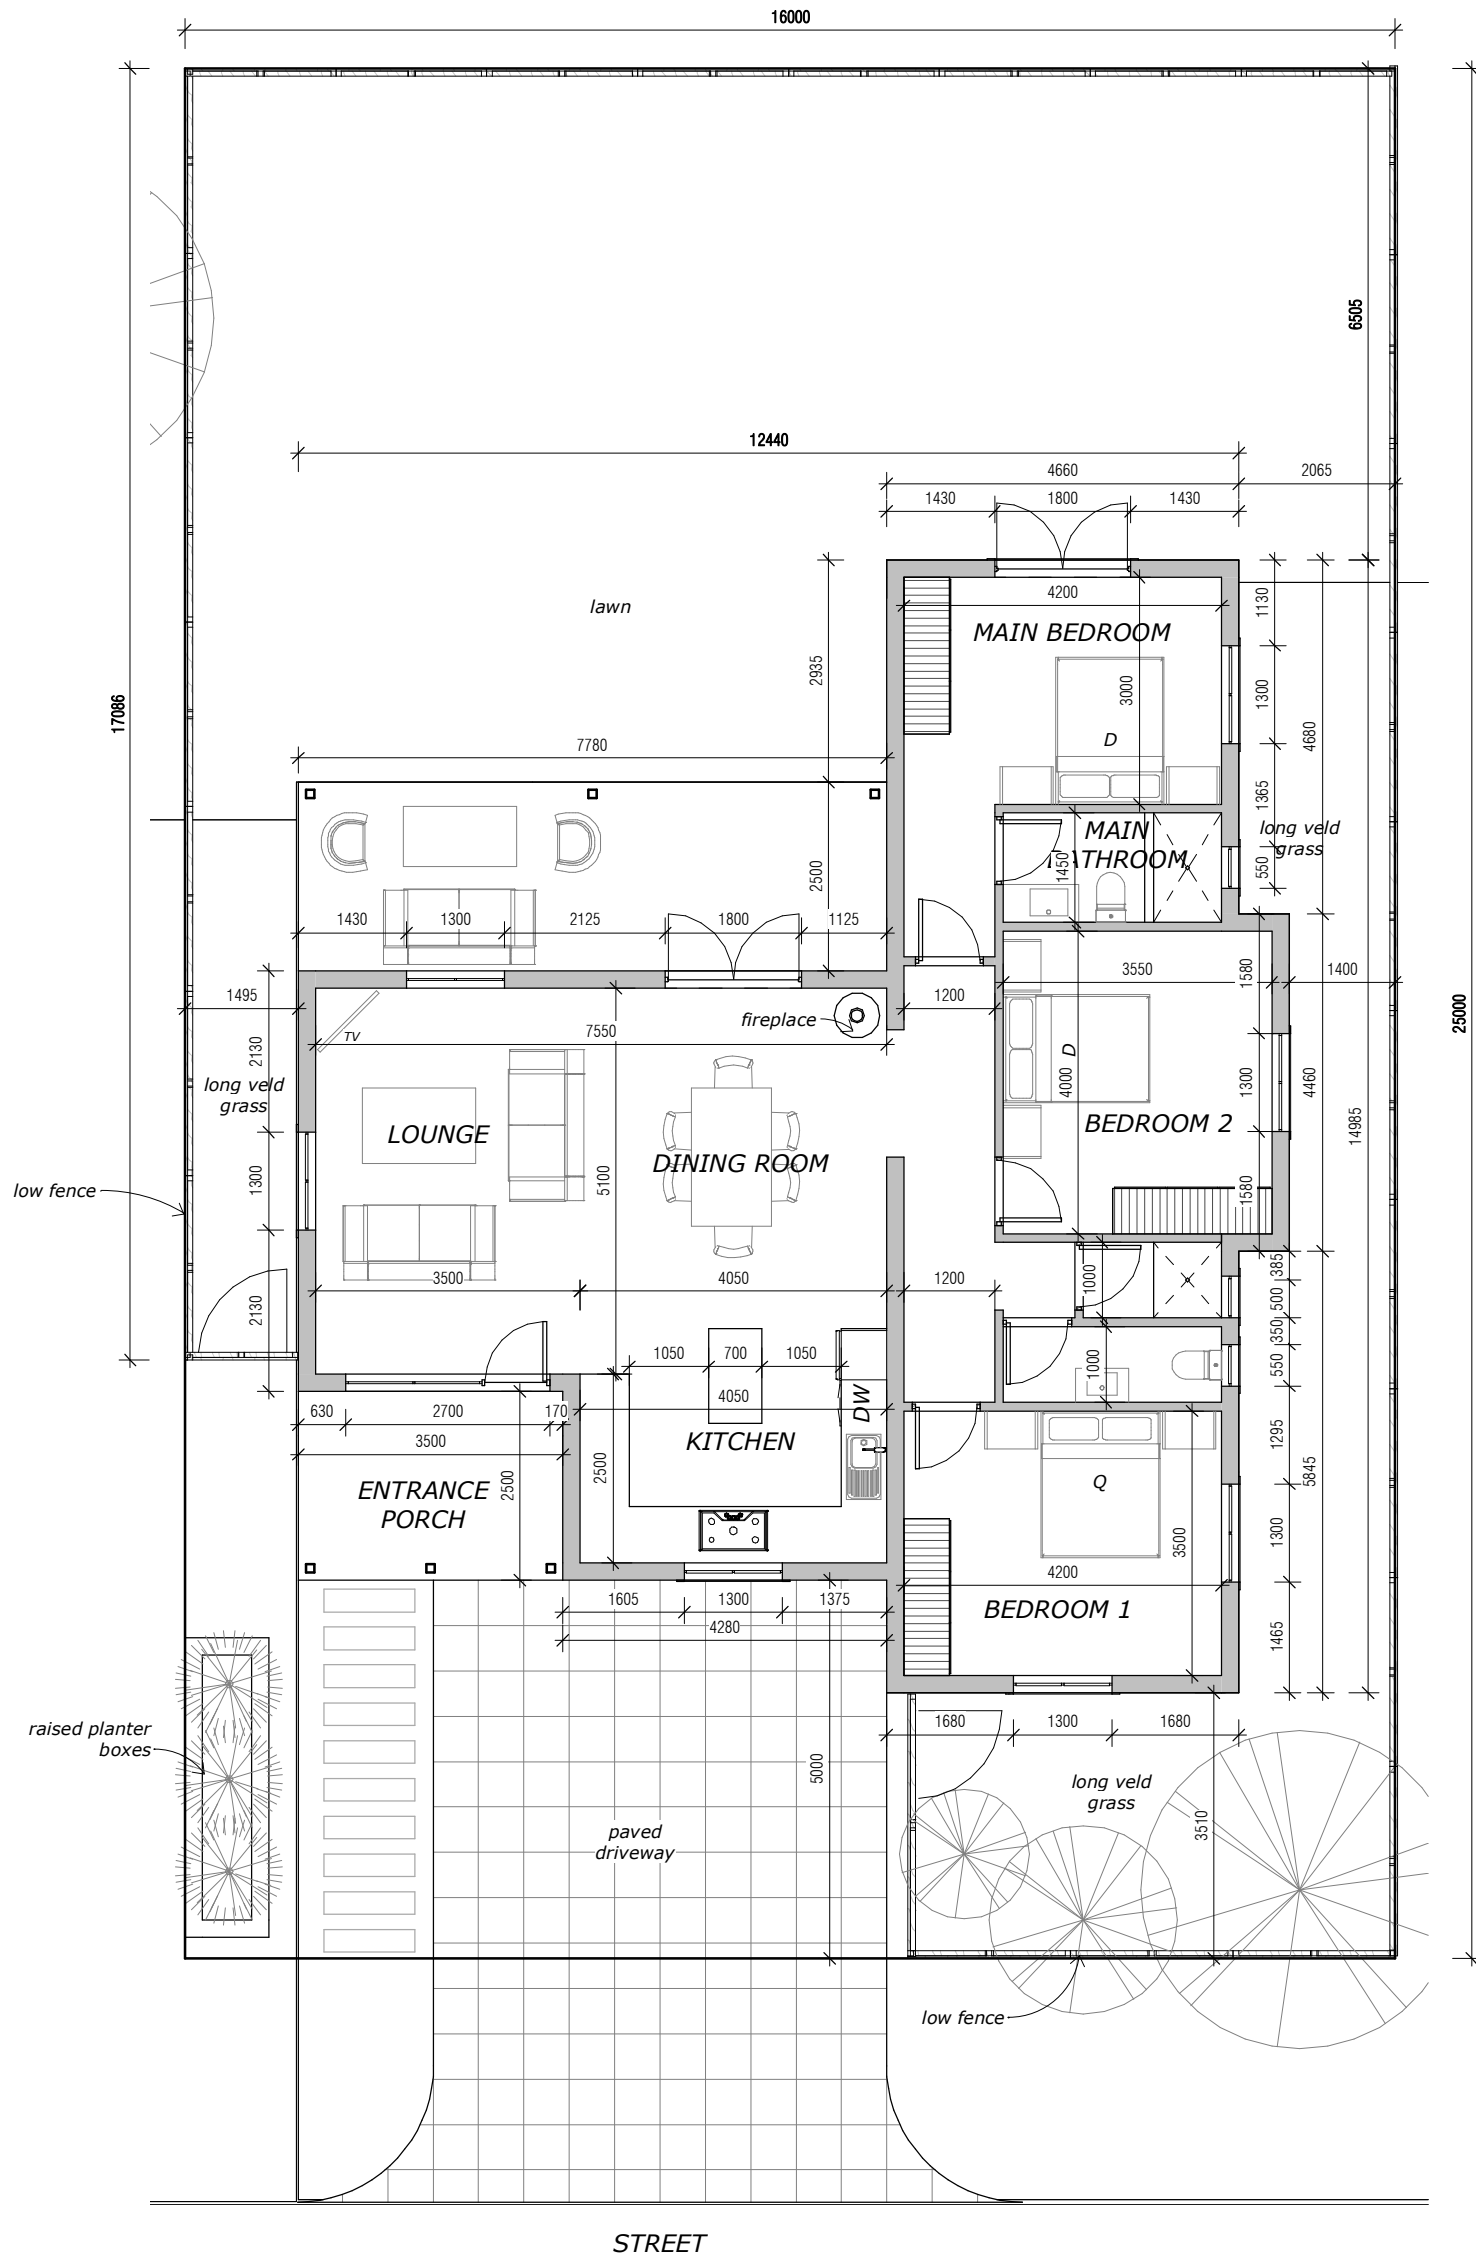 16000
17086
6505
12440
4660
2065
1430
1800
1430
lawn
2935
4200
MAIN BEDROOM
1130
1300
3000
4680
7780
D
1365
MAIN
BATHROOM
1450
long veld
grass
550
2500
1430
1300
2125
1800
1125
1495
3550
1580
1400
1200
fireplace
TV
7550
2130
D
4000
1300
4460
25000
long veld
grass
LOUNGE
BEDROOM 2
14985
DINING ROOM
5100
1300
low fence
1580
3500
4050
1200
1000
385
500
2130
350
1050
700
1050
1000
550
4050
DW
630
2700
170
KITCHEN
3500
1295
ENTRANCE
PORCH
2500
2500
Q
5845
3500
1300
4200
1605
1300
1375
BEDROOM 1
4280
1465
raised planter
boxes
1680
1300
1680
5000
long veld
grass
3510
paved
driveway
low fence
STREET